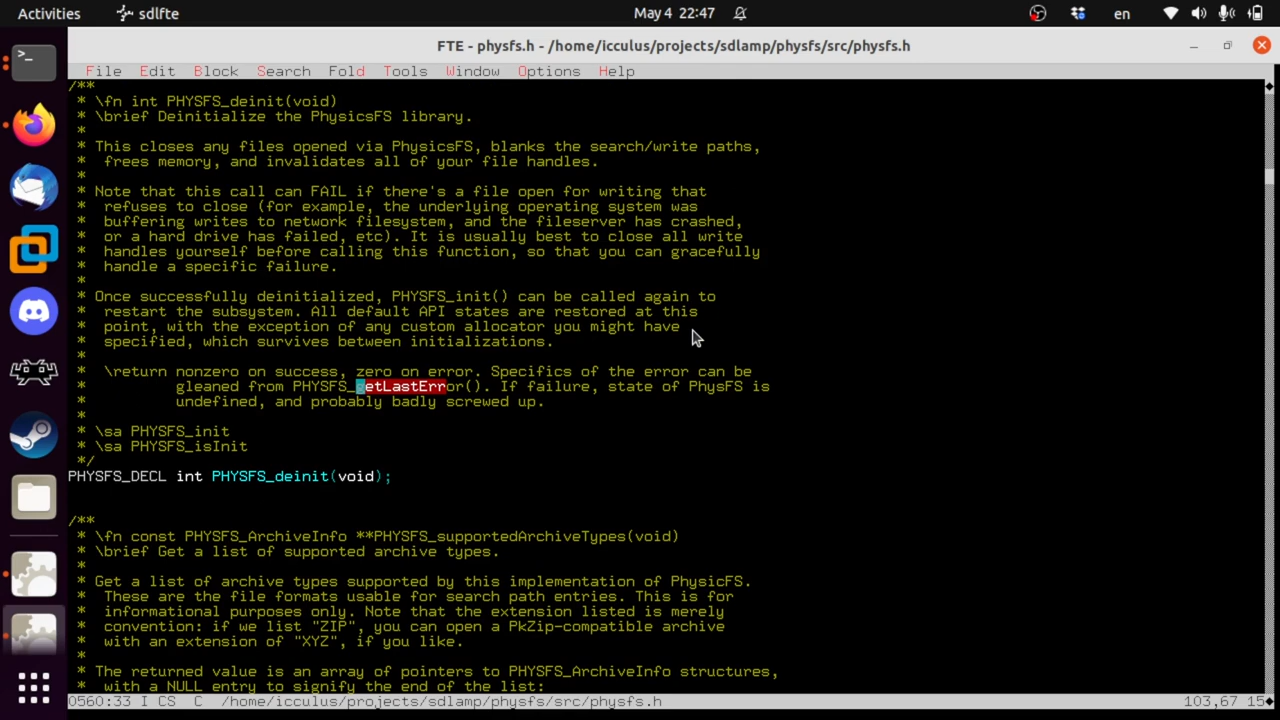 Activities
sdlfte
May 4 22:47
en
FTE - physfs.h - /home/icculus/projects/sdlamp/physfs/src/physfs.h
File Edit Block Search Fold Tools Window Options Help
/**
* \fn int PHYSFS_deinit(void)
* \brief Deinitialize the PhysicsFS library.
*
* This closes any files opened via PhysicsFS, blanks the search/write paths,
* frees memory, and invalidates all of your file handles.
*
* Note that this call can FAIL if there's a file open for writing that
* refuses to close (for example, the underlying operating system was
* buffering writes to network filesystem, and the fileserver has crashed,
* or a hard drive has failed, etc). It is usually best to close all write
* handles yourself before calling this function, so that you can gracefully
* handle a specific failure.
*
* Once successfully deinitialized, PHYSFS_init() can be called again to
* restart the subsystem. All default API states are restored at this
* point, with the exception of any custom allocator you might have
* specified, which survives between initializations.
*
* \return nonzero on success, zero on error. Specifics of the error can be
* gleaned from PHYSFS_getLastError(). If failure, state of PhysFS is
* undefined, and probably badly screwed up.
*
* \sa PHYSFS_init
* \sa PHYSFS_isInit
*/
PHYSFS_DECL int PHYSFS_deinit(void);
/**
* \fn const PHYSFS_ArchiveInfo **PHYSFS_supportedArchiveTypes(void)
* \brief Get a list of supported archive types.
*
* Get a list of archive types supported by this implementation of PhysicFS.
* These are the file formats usable for search path entries. This is for
* informational purposes only. Note that the extension listed is merely
* convention: if we list "ZIP", you can open a PkZip-compatible archive
* with an extension of "XYZ", if you like.
*
* The returned value is an array of pointers to PHYSFS_ArchiveInfo structures,
* with a NULL entry to signify the end of the list:
0560:33 I CS C /home/icculus/projects/sdlamp/physfs/src/physfs.h 103,67 15